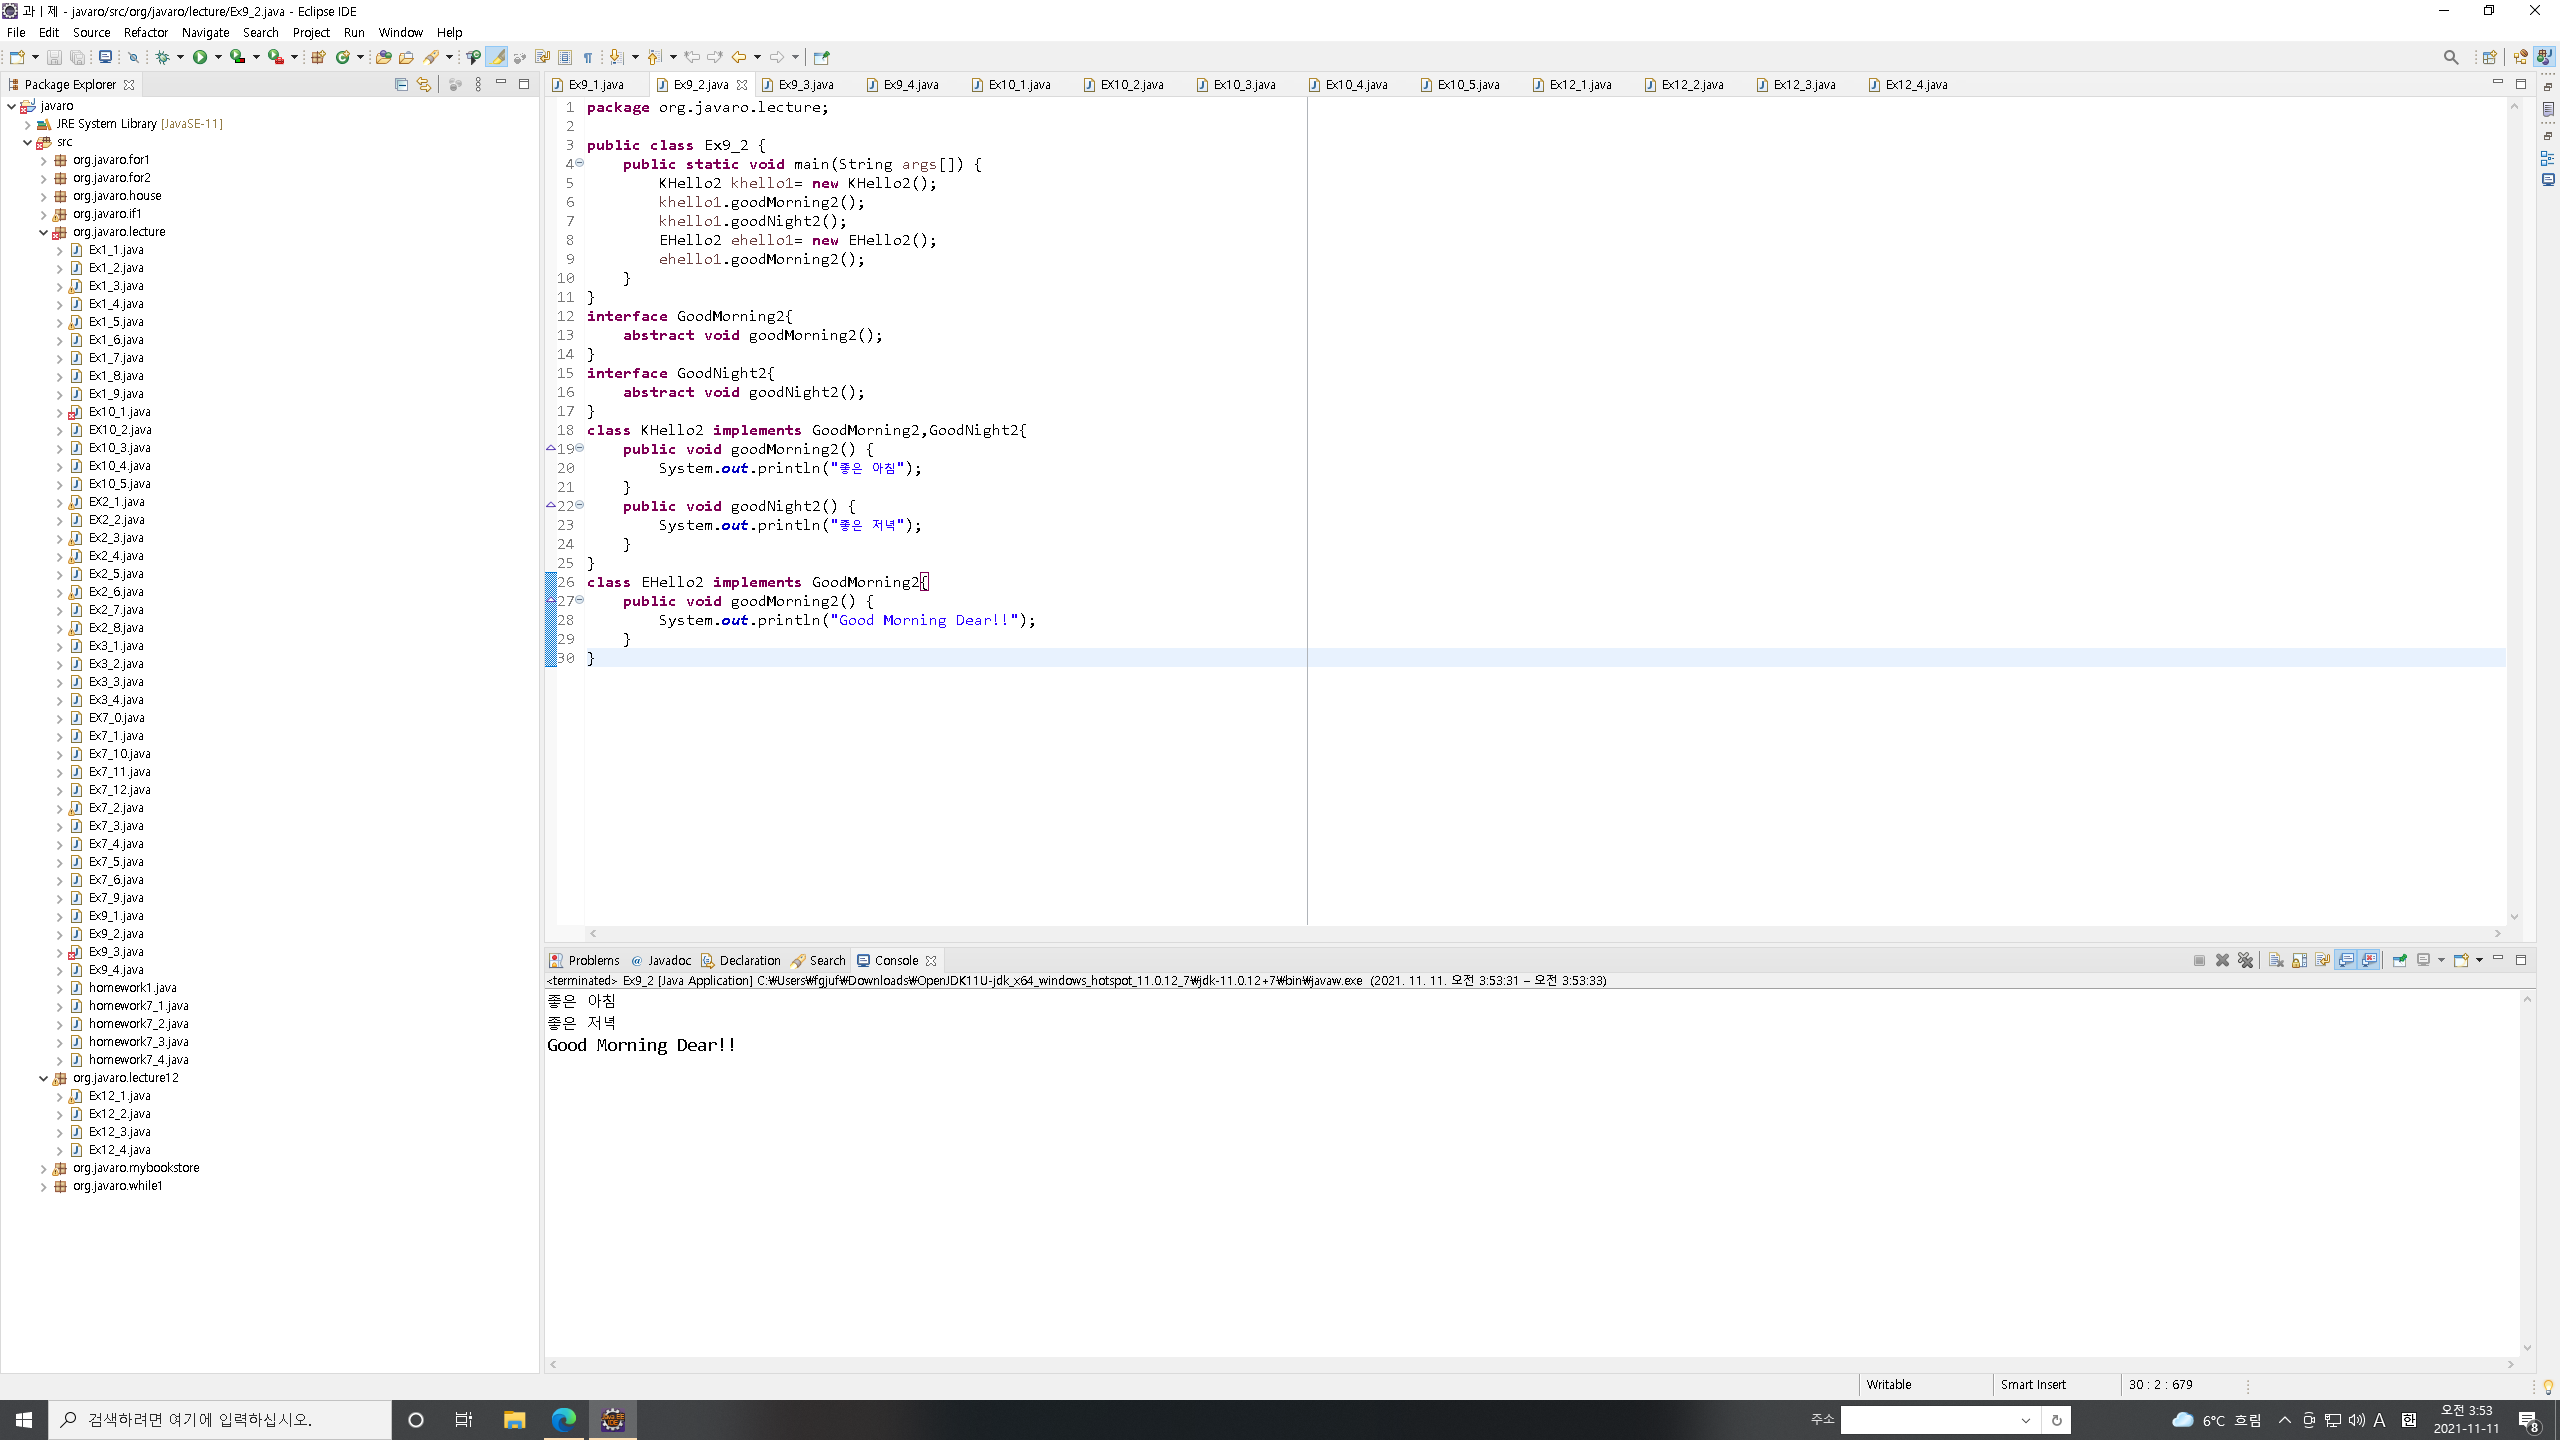 과ㅣ제 - javaro/src/org/javaro/lecture/Ex9_2.java - Eclipse IDE
File Edit Source Refactor Navigate Search Project Run Window Help
Package Explorer
javaro
JRE System Library [JavaSE-11]
src
org.javaro.for1
org.javaro.for2
org.javaro.house
org.javaro.if1
org.javaro.lecture
Ex1_1.java
Ex1_2.java
Ex1_3.java
Ex1_4.java
Ex1_5.java
Ex1_6.java
Ex1_7.java
Ex1_8.java
Ex1_9.java
Ex10_1.java
EX10_2.java
Ex10_3.java
Ex10_4.java
Ex10_5.java
EX2_1.java
EX2_2.java
Ex2_3.java
Ex2_4.java
Ex2_5.java
Ex2_6.java
Ex2_7.java
Ex2_8.java
Ex3_1.java
Ex3_2.java
Ex3_3.java
Ex3_4.java
EX7_0.java
Ex7_1.java
Ex7_10.java
Ex7_11.java
Ex7_12.java
Ex7_2.java
Ex7_3.java
Ex7_4.java
Ex7_5.java
Ex7_6.java
Ex7_9.java
Ex9_1.java
Ex9_2.java
Ex9_3.java
Ex9_4.java
homework1.java
homework7_1.java
homework7_2.java
homework7_3.java
homework7_4.java
org.javaro.lecture12
Ex12_1.java
Ex12_2.java
Ex12_3.java
Ex12_4.java
org.javaro.mybookstore
org.javaro.while1
Ex9_1.java Ex9_2.java Ex9_3.java Ex9_4.java Ex10_1.java EX10_2.java Ex10_3.java Ex10_4.java Ex10_5.java Ex12_1.java Ex12_2.java Ex12_3.java Ex12_4.java
1 package org.javaro.lecture;
2
3 public class Ex9_2 {
4 public static void main(String args[]) {
5 KHello2 khello1= new KHello2();
6 khello1.goodMorning2();
7 khello1.goodNight2();
8 EHello2 ehello1= new EHello2();
9 ehello1.goodMorning2();
10 }
11 }
12 interface GoodMorning2{
13 abstract void goodMorning2();
14 }
15 interface GoodNight2{
16 abstract void goodNight2();
17 }
18 class KHello2 implements GoodMorning2,GoodNight2{
19 public void goodMorning2() {
20 System.out.println("좋은 아침");
21 }
22 public void goodNight2() {
23 System.out.println("좋은 저녁");
24 }
25 }
26 class EHello2 implements GoodMorning2{
27 public void goodMorning2() {
28 System.out.println("Good Morning Dear!!");
29 }
30 }
Problems @ Javadoc Declaration Search Console
<terminated> Ex9_2 [Java Application] C:₩Users₩fgjuf₩Downloads₩OpenJDK11U-jdk_x64_windows_hotspot_11.0.12_7₩jdk-11.0.12+7₩bin₩javaw.exe (2021. 11. 11. 오전 3:53:31 – 오전 3:53:33)
좋은 아침
좋은 저녁
Good Morning Dear!!
Writable Smart Insert 30 : 2 : 679
검색하려면 여기에 입력하십시오.
주소
6°C 흐림
A
한
오전 3:53
2021-11-11
8